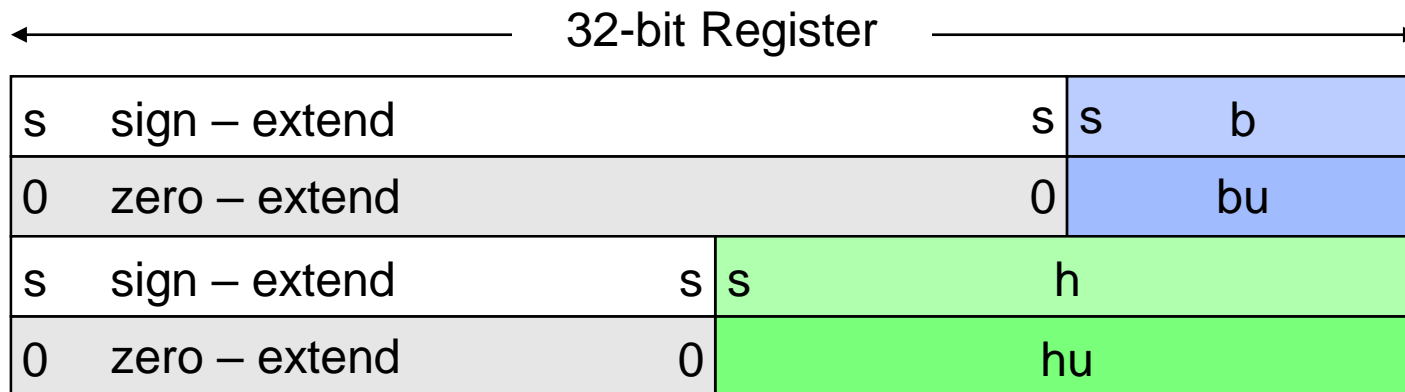 32-bit Register
s sign – extend s s b
0 zero – extend 0 bu
s sign – extend s s h
0 zero – extend 0 hu